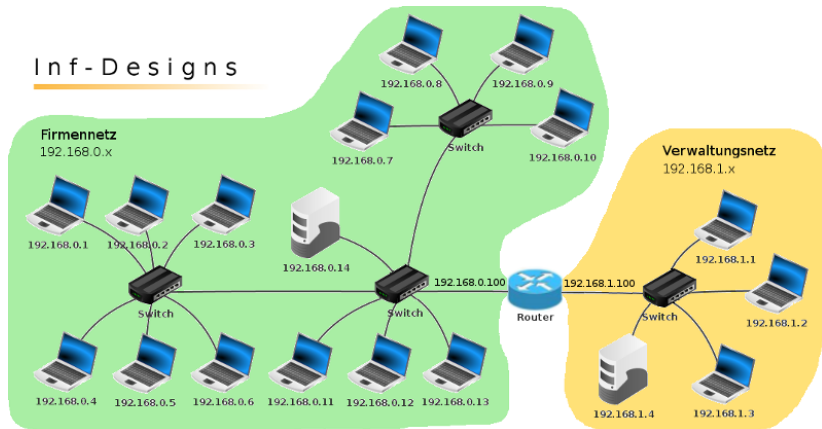 Inf-Designs
192.168.0.8
192.168.0.9
Firmennetz
192.168.0.x
192.168.0.7
Switch
192.168.0.10
Verwaltungsnetz
192.168.1.x
192.168.0.1
192.168.0.2
192.168.0.3
192.168.0.14
192.168.1.1
192.168.0.100
192.168.1.100
Switch
Switch
Router
Switch
192.168.1.2
192.168.0.4
192.168.0.5
192.168.0.6
192.168.0.11
192.168.0.12
192.168.0.13
192.168.1.4
192.168.1.3